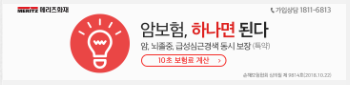 MERITZ 메리츠화재
가입상담 1811-6813
암보험, 하나면 된다
암, 뇌졸중, 급성심근경색 동시 보장(특약)
10초 보험료 계산 >